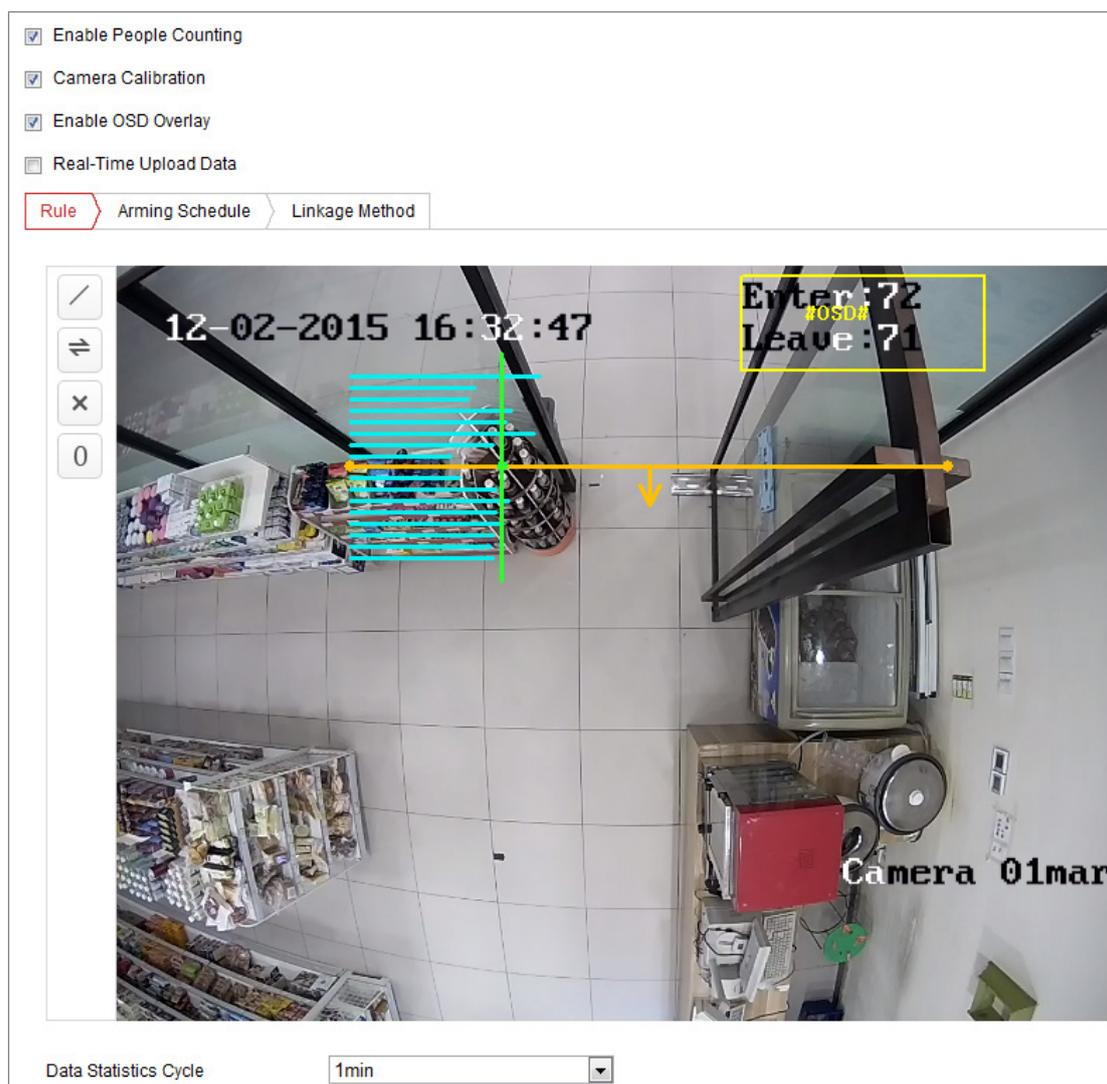 Enable People Counting
Camera Calibration
Enable OSD Overlay
Real-Time Upload Data
Rule
Arming Schedule
Linkage Method
0
12-02-2015 16:32:47
Enter:72
#OSD#
Leave:71
Camera 01mar
Data Statistics Cycle
1min